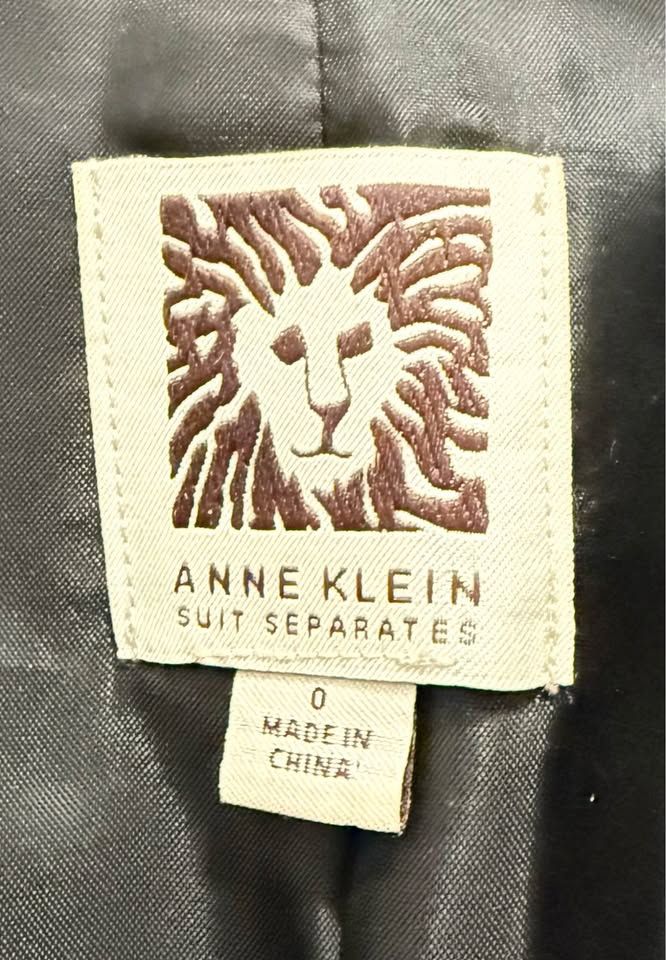 ANNE KLEIN
SUIT SEPARATES
0
MADE IN
CHINA